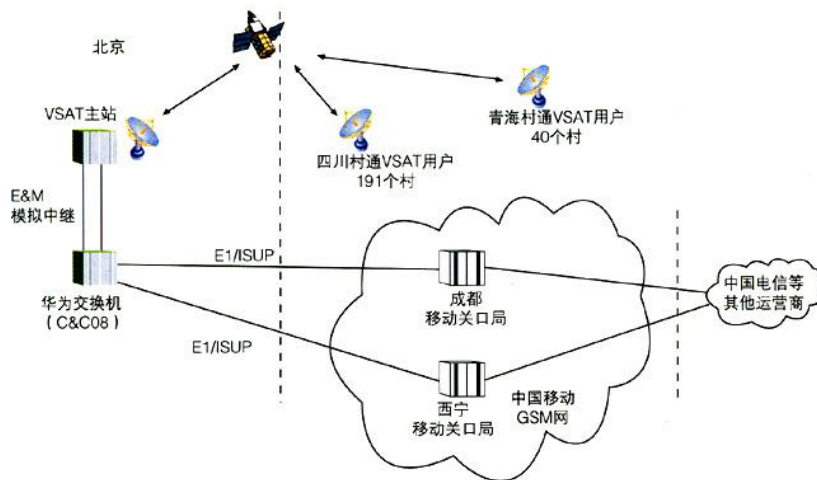 北京
VSAT主站
青海村通VSAT用户
40个村
四川村通VSAT用户
191个村
E&M
模拟中继
E1/ISUP
华为交换机
(C&C08)
成都
移动关口局
中国电信等
其他运营商
E1/ISUP
西宁
移动关口局
中国移动
GSM网